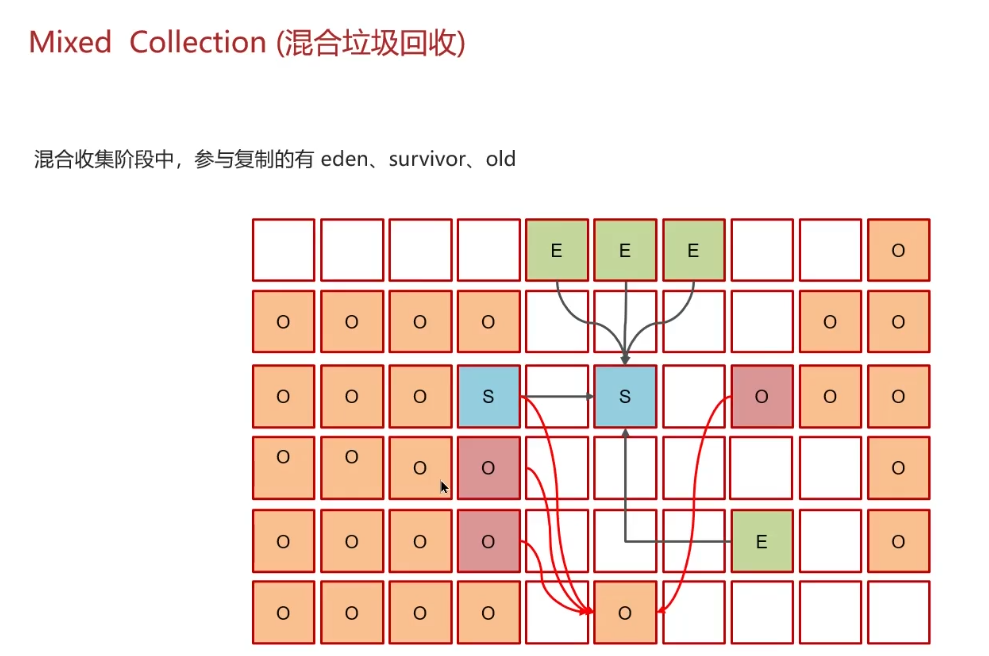 Mixed Collection (混合垃圾回收)
混合收集阶段中，参与复制的有 eden、survivor、old
E E E O
O O O O O O
O O O S S O O O
O O O O O
O O O O E O
O O O O O